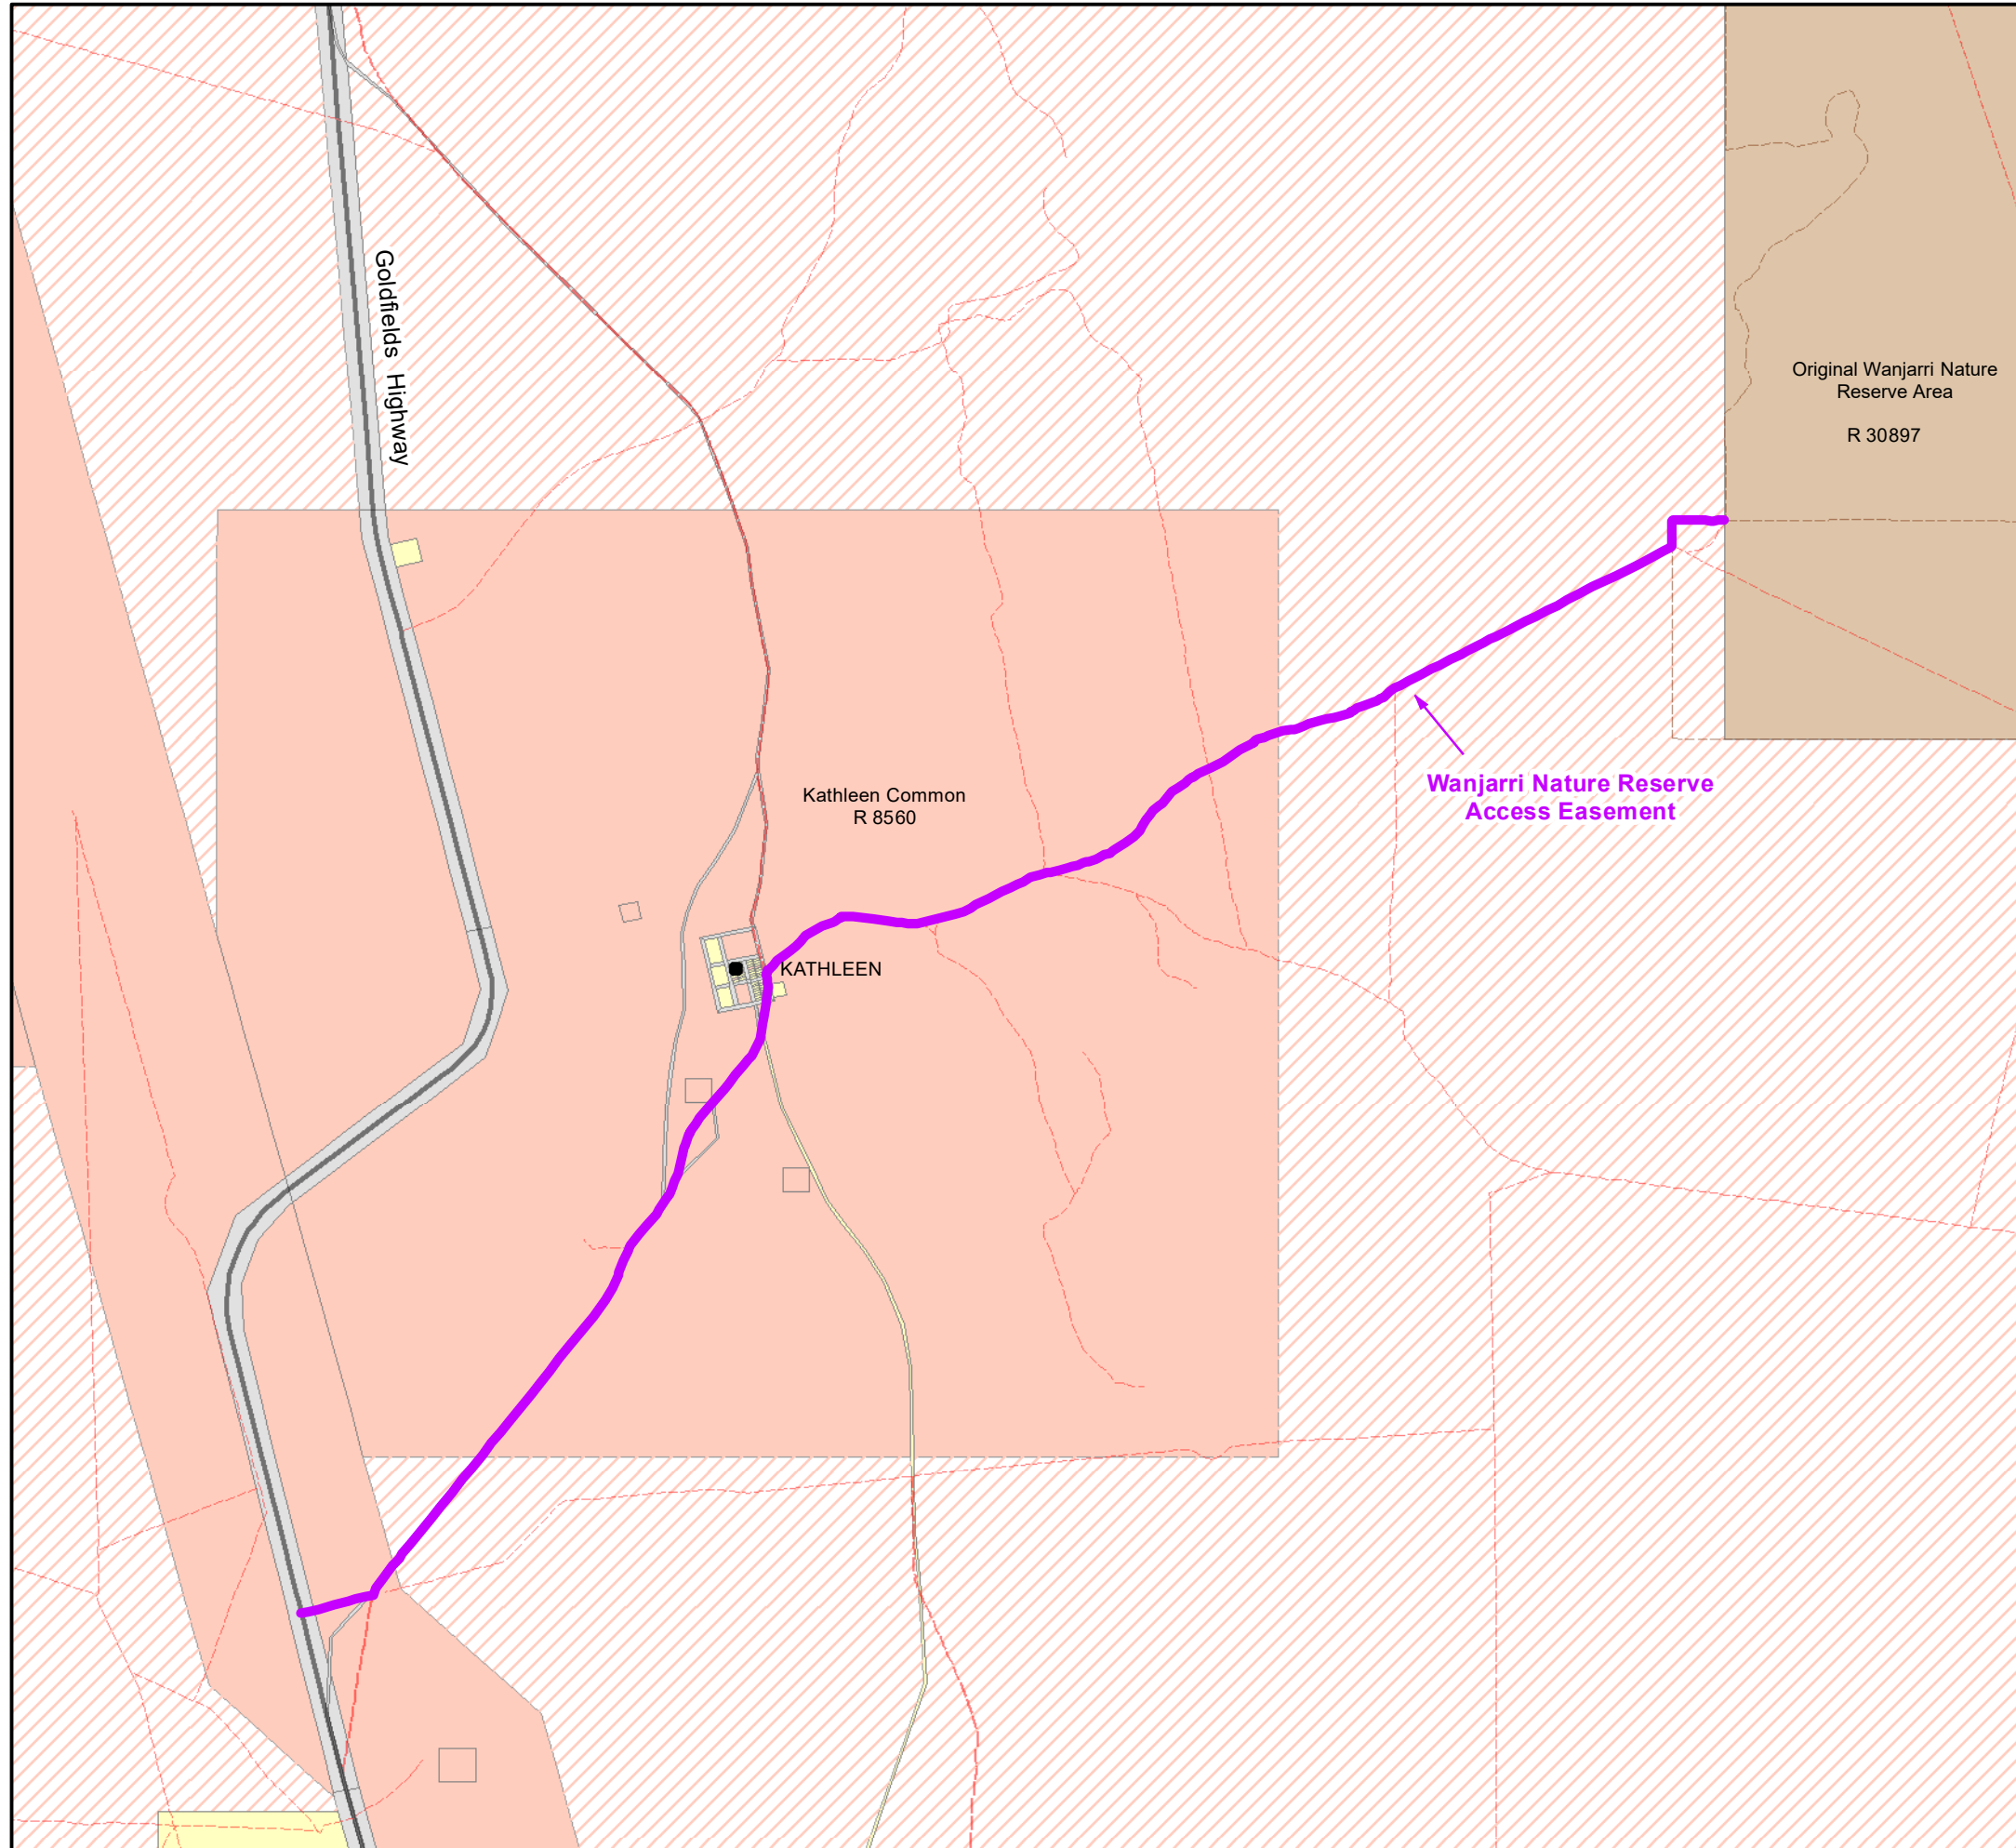 Goldfields Highway
Original Wanjarri Nature
Reserve Area
R 30897
Kathleen Common
R 8560
Wanjarri Nature Reserve
Access Easement
KATHLEEN